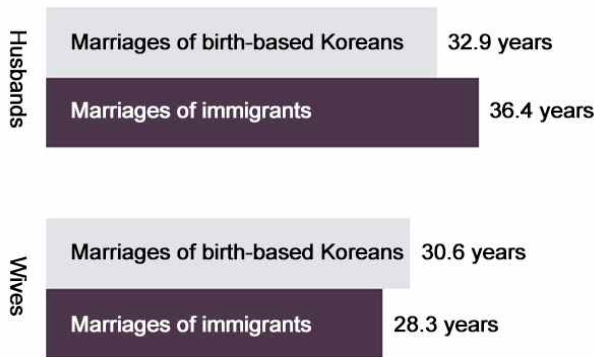 Husbands
Marriages of birth-based Koreans 32.9 years
Marriages of immigrants 36.4 years
Wives
Marriages of birth-based Koreans 30.6 years
Marriages of immigrants 28.3 years